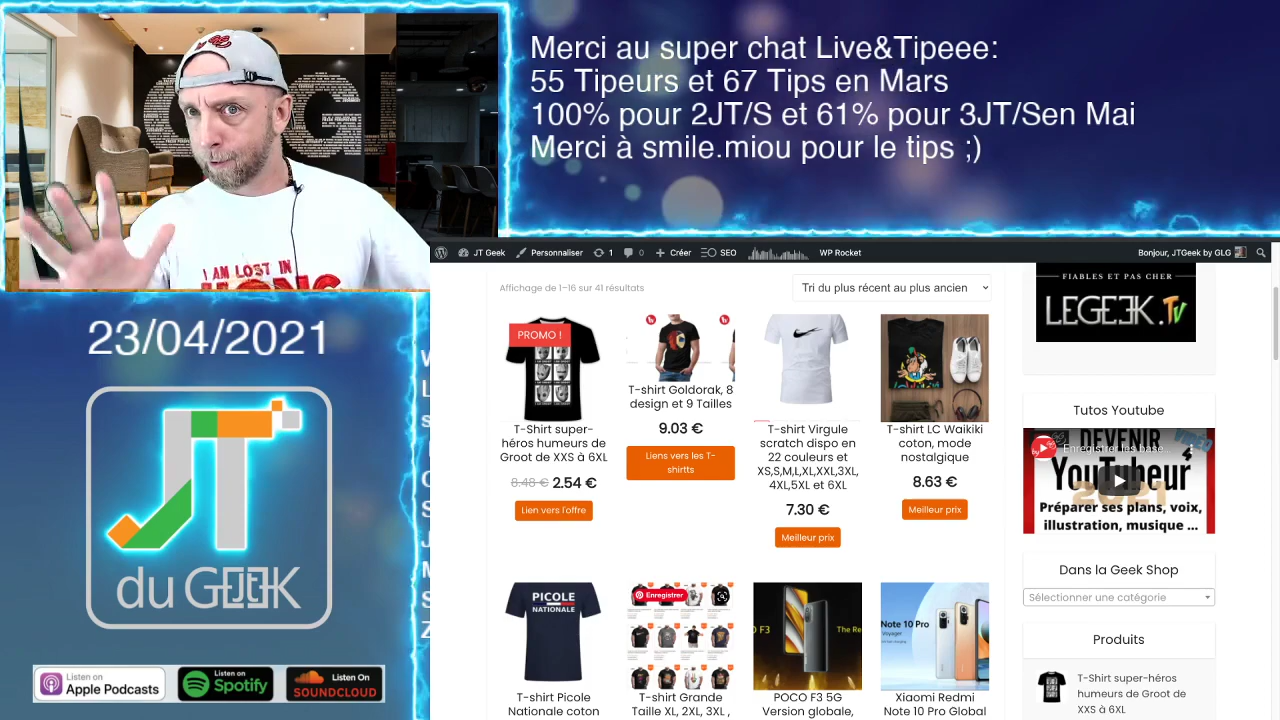 Merci au super chat Live&Tipeee:
55 Tipeurs et 67 Tips en Mars
100% pour 2JT/S et 61% pour 3JT/Sen Mai
Merci à smile.miou pour le tips ;)
I AM LOST IN
23/04/2021
JT
du GEEK
Listen on
Apple Podcasts
Listen on
Spotify
Listen On
SOUNDCLOUD
JT Geek
Personnaliser
1
0
Créer
SEO
WP Rocket
Bonjour, JTGeek by GLG
Affichage de 1–16 sur 41 résultats
Tri du plus récent au plus ancien
PROMO !
T-Shirt super-
héros humeurs de
Groot de XXS à 6XL
8.48 € 2.54 €
Lien vers l'offre
T-shirt Goldorak, 8
design et 9 Tailles
9.03 €
Liens vers les T-
shirtts
T-shirt Virgule
scratch dispo en
22 couleurs et
XS,S,M,L,XL,XXL,3XL,
4XL,5XL et 6XL
7.30 €
Meilleur prix
T-shirt LC Waikiki
coton, mode
nostalgique
8.63 €
Meilleur prix
PICOLE
NATIONALE
T-shirt Picole
Nationale coton
Enregistrer
T-shirt Grande
Taille XL, 2XL, 3XL ,
O F3
The Re
POCO F3 5G
Version globale,
Note 10 Pro
Voyager
Xiaomi Redmi
Note 10 Pro Global
FIABLES ET PAS CHER
LEGEEK.Tv
Tutos Youtube
DEVENIR
Enregistrer les base...
YouTubeur 4
2021
Préparer ses plans, voix,
illustration, musique ...
Dans la Geek Shop
Sélectionner une catégorie
Produits
T-Shirt super-héros
humeurs de Groot de
XXS à 6XL